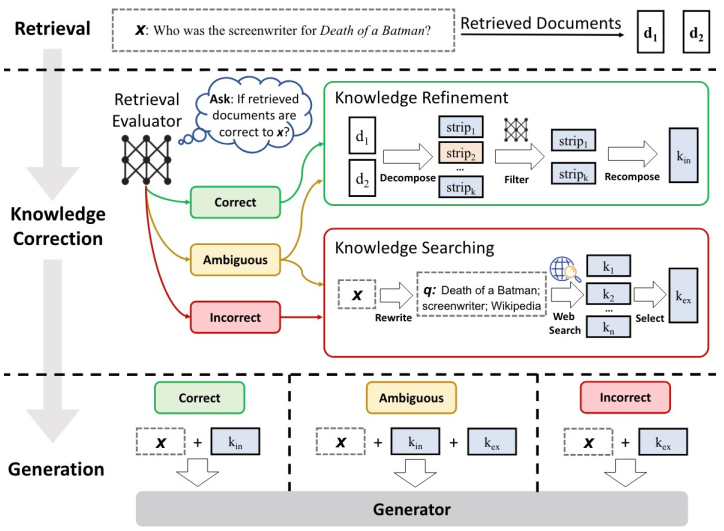 Retrieval
x: Who was the screenwriter for Death of a Batman?
Retrieved Documents
d1
d2
Retrieval
Evaluator
Ask: If retrieved
documents are
correct to x?
Knowledge
Correction
Correct
Ambiguous
Incorrect
Knowledge Refinement
d1
d2
Decompose
strip1
strip2
...
stripk
Filter
strip1
stripk
Recompose
kin
Knowledge Searching
x
Rewrite
q: Death of a Batman;
screenwriter; Wikipedia
Web
Search
k1
k2
...
kn
Select
kex
Generation
Correct
x + kin
Ambiguous
x + kin + kex
Incorrect
x + kex
Generator